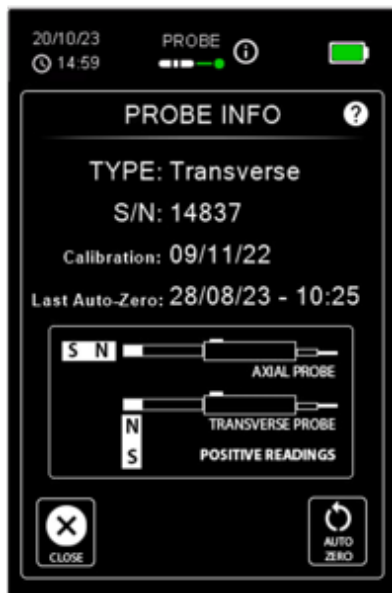 20/10/23 PROBE
14:59
PROBE INFO ?
TYPE: Transverse
S/N: 14837
Calibration: 09/11/22
Last Auto-Zero: 28/08/23 - 10:25
S N
AXIAL PROBE
N TRANSVERSE PROBE
S POSITIVE READINGS
CLOSE
AUTO
ZERO